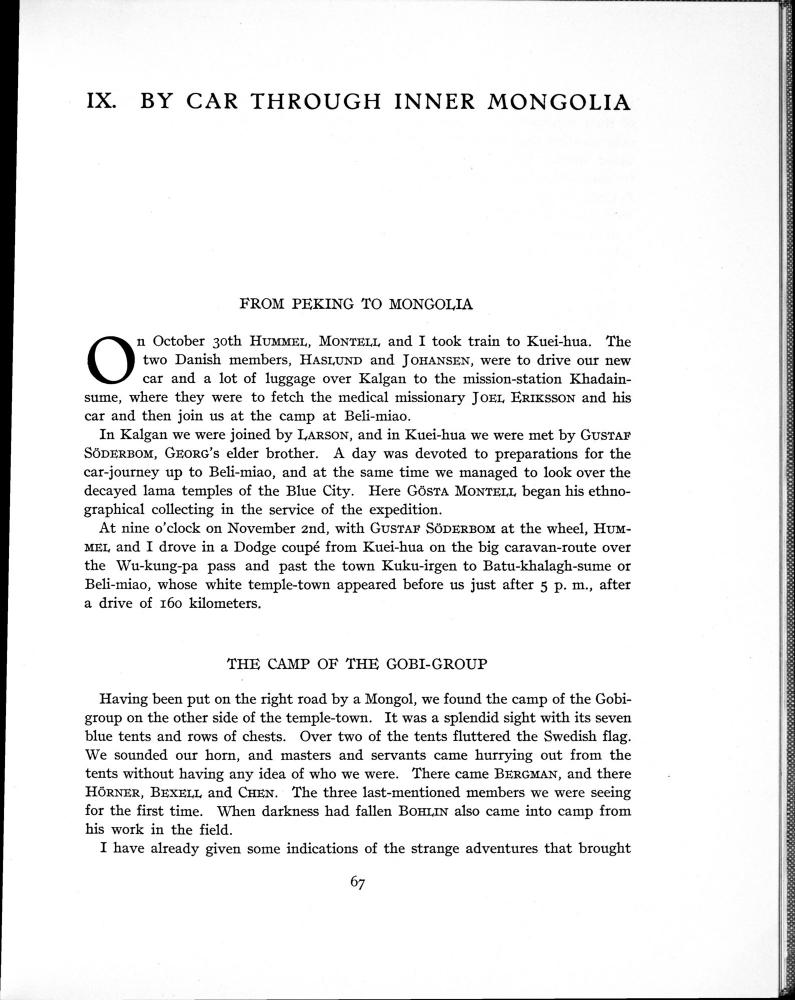 IX. BY CAR THROUGH INNER MONGOLIA
FROM PEKING TO MONGOLIA
On October 30th HUMMEL, MONTELL and I took train to Kuei-hua. The
two Danish members, HASLUND and JOHANSEN, were to drive our new
car and a lot of luggage over Kalgan to the mission-station Khadain-
sume, where they were to fetch the medical missionary JOEL ERIKSSON and his
car and then join us at the camp at Beli-miao.
In Kalgan we were joined by LARSON, and in Kuei-hua we were met by GUSTAF
SÖDERBOM, GEORG's elder brother. A day was devoted to preparations for the
car-journey up to Beli-miao, and at the same time we managed to look over the
decayed lama temples of the Blue City. Here GÖSTA MONTELL began his ethno-
graphical collecting in the service of the expedition.
At nine o'clock on November 2nd, with GUSTAF SÖDERBOM at the wheel, HUM-
MEL and I drove in a Dodge coupé from Kuei-hua on the big caravan-route over
the Wu-kung-pa pass and past the town Kuku-irgen to Batu-khalagh-sume or
Beli-miao, whose white temple-town appeared before us just after 5 p. m., after
a drive of 160 kilometers.
THE CAMP OF THE GOBI-GROUP
Having been put on the right road by a Mongol, we found the camp of the Gobi-
group on the other side of the temple-town. It was a splendid sight with its seven
blue tents and rows of chests. Over two of the tents fluttered the Swedish flag.
We sounded our horn, and masters and servants came hurrying out from the
tents without having any idea of who we were. There came BERGMAN, and there
HÖRNER, BEXELL and CHEN. The three last-mentioned members we were seeing
for the first time. When darkness had fallen BOHLIN also came into camp from
his work in the field.
I have already given some indications of the strange adventures that brought
67